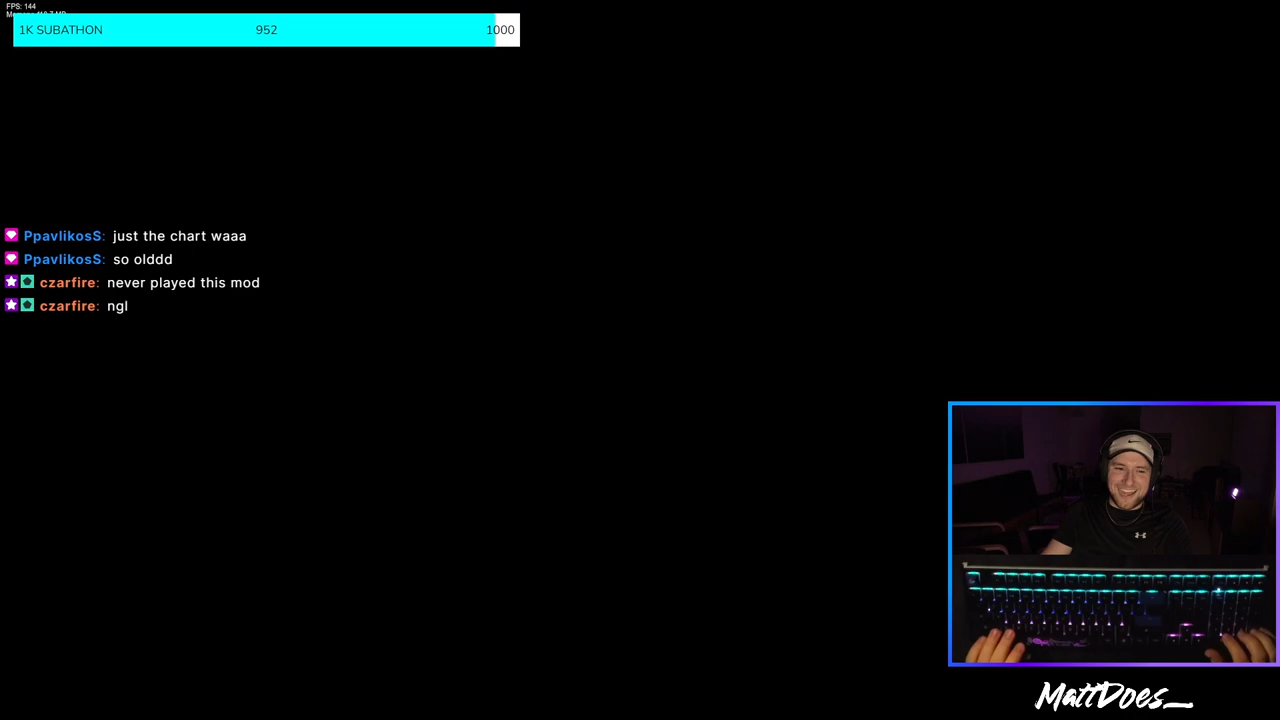 FPS: 144
1K SUBATHON 952 1000
PpavlikosS: just the chart waaa
PpavlikosS: so olddd
czarfire: never played this mod
czarfire: ngl
MattDoes_